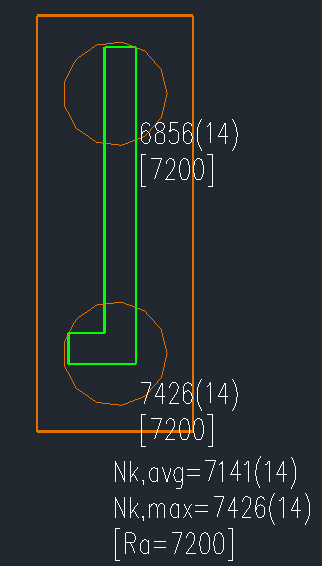 6856(14)
[7200]
7426(14)
[7200]
Nk,avg=7141(14)
Nk,max=7426(14)
[Ra=7200]